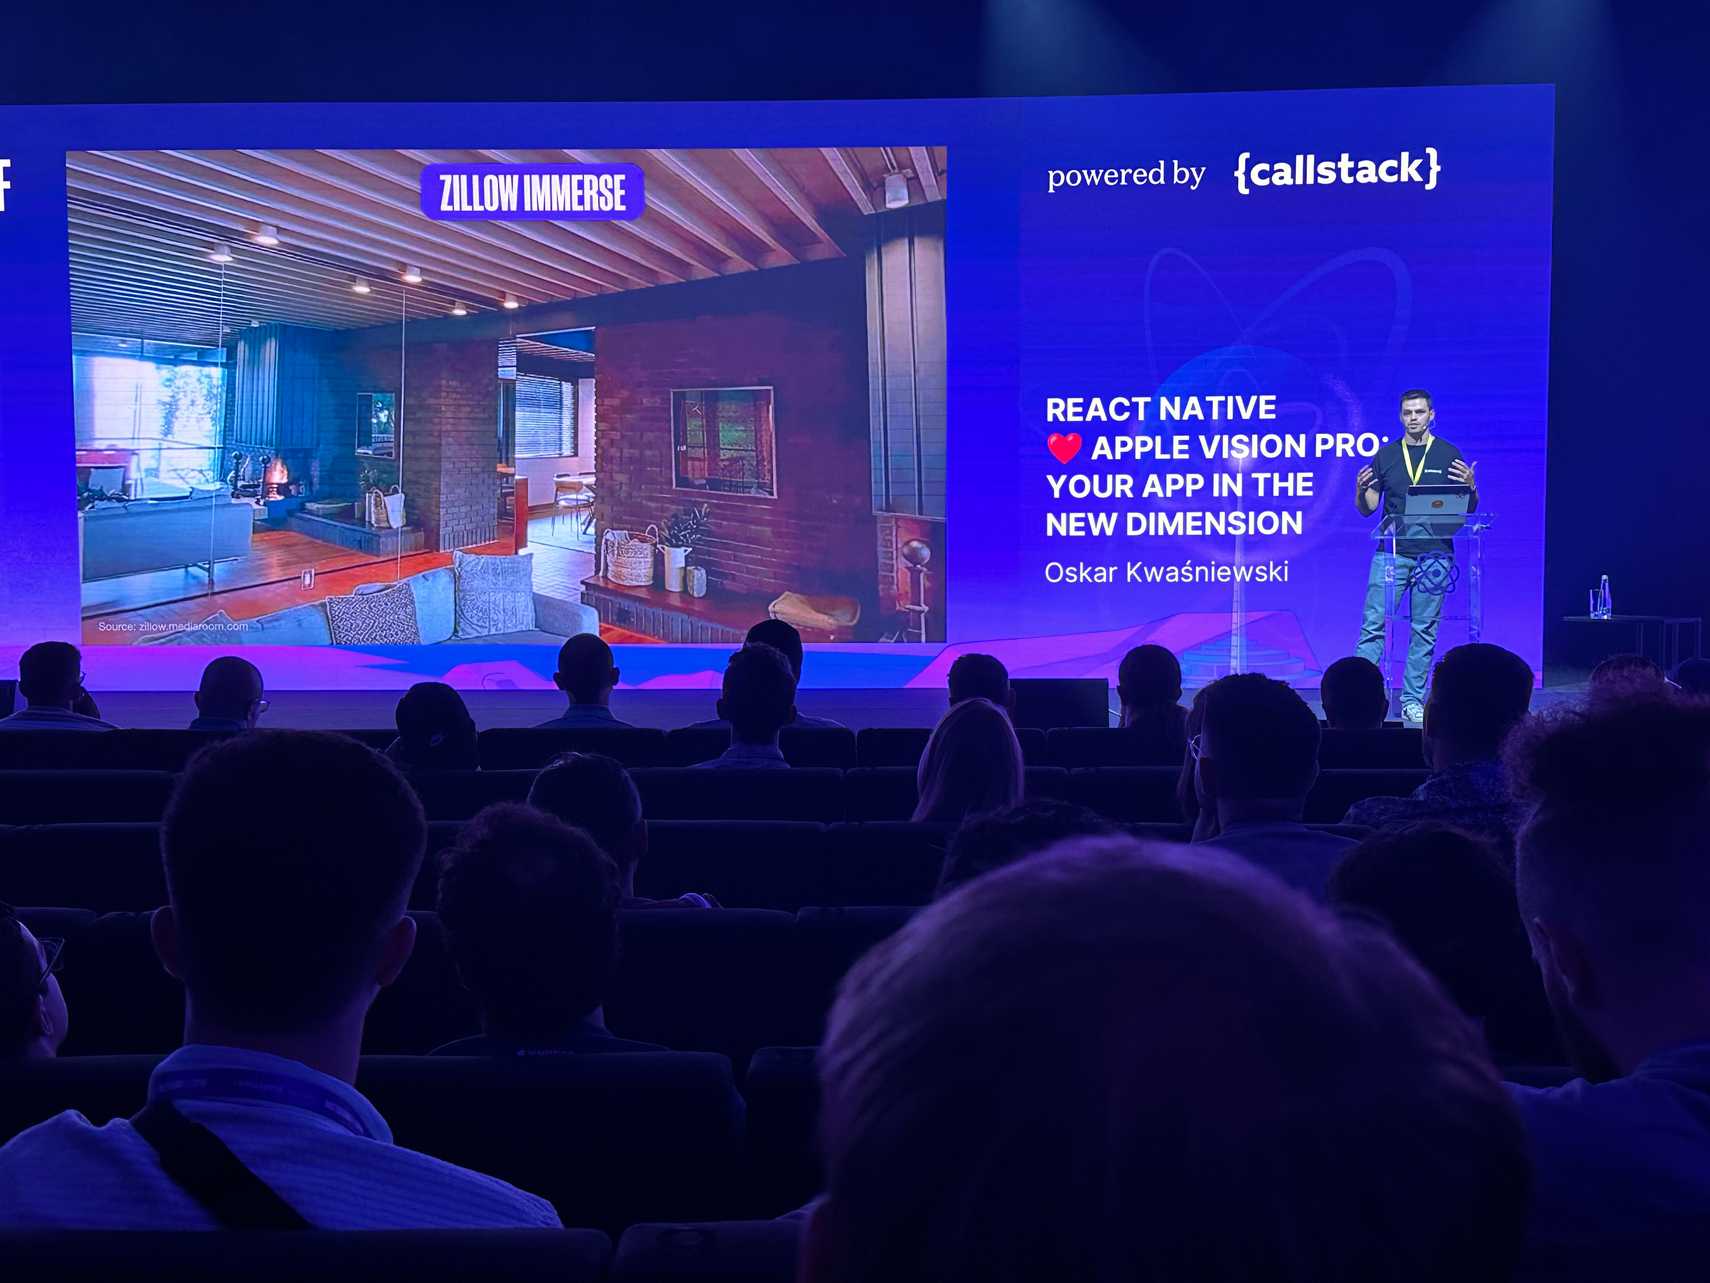 F
ZILLOW IMMERSE
Source: zillow.mediaroom.com
powered by {callstack}
REACT NATIVE
❤️ APPLE VISION PRO:
YOUR APP IN THE
NEW DIMENSION
Oskar Kwaśniewski